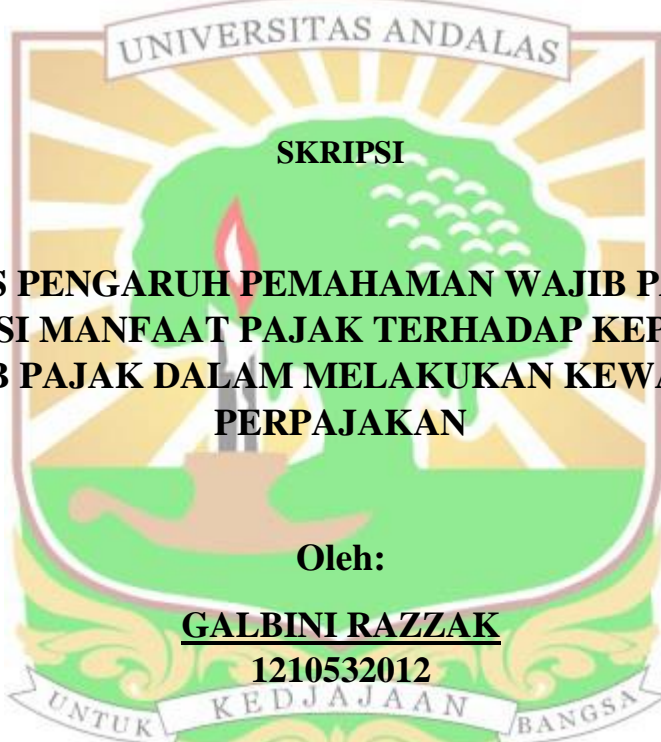 UNIVERSITAS ANDALAS
SKRIPSI
S PENGARUH PEMAHAMAN WAJIB PA
SI MANFAAT PAJAK TERHADAP KEP
B PAJAK DALAM MELAKUKAN KEWA
PERPAJAKAN
Oleh:
GALBINI RAZZAK
1210532012
UNTUK KEDJAJAAN BANGSA